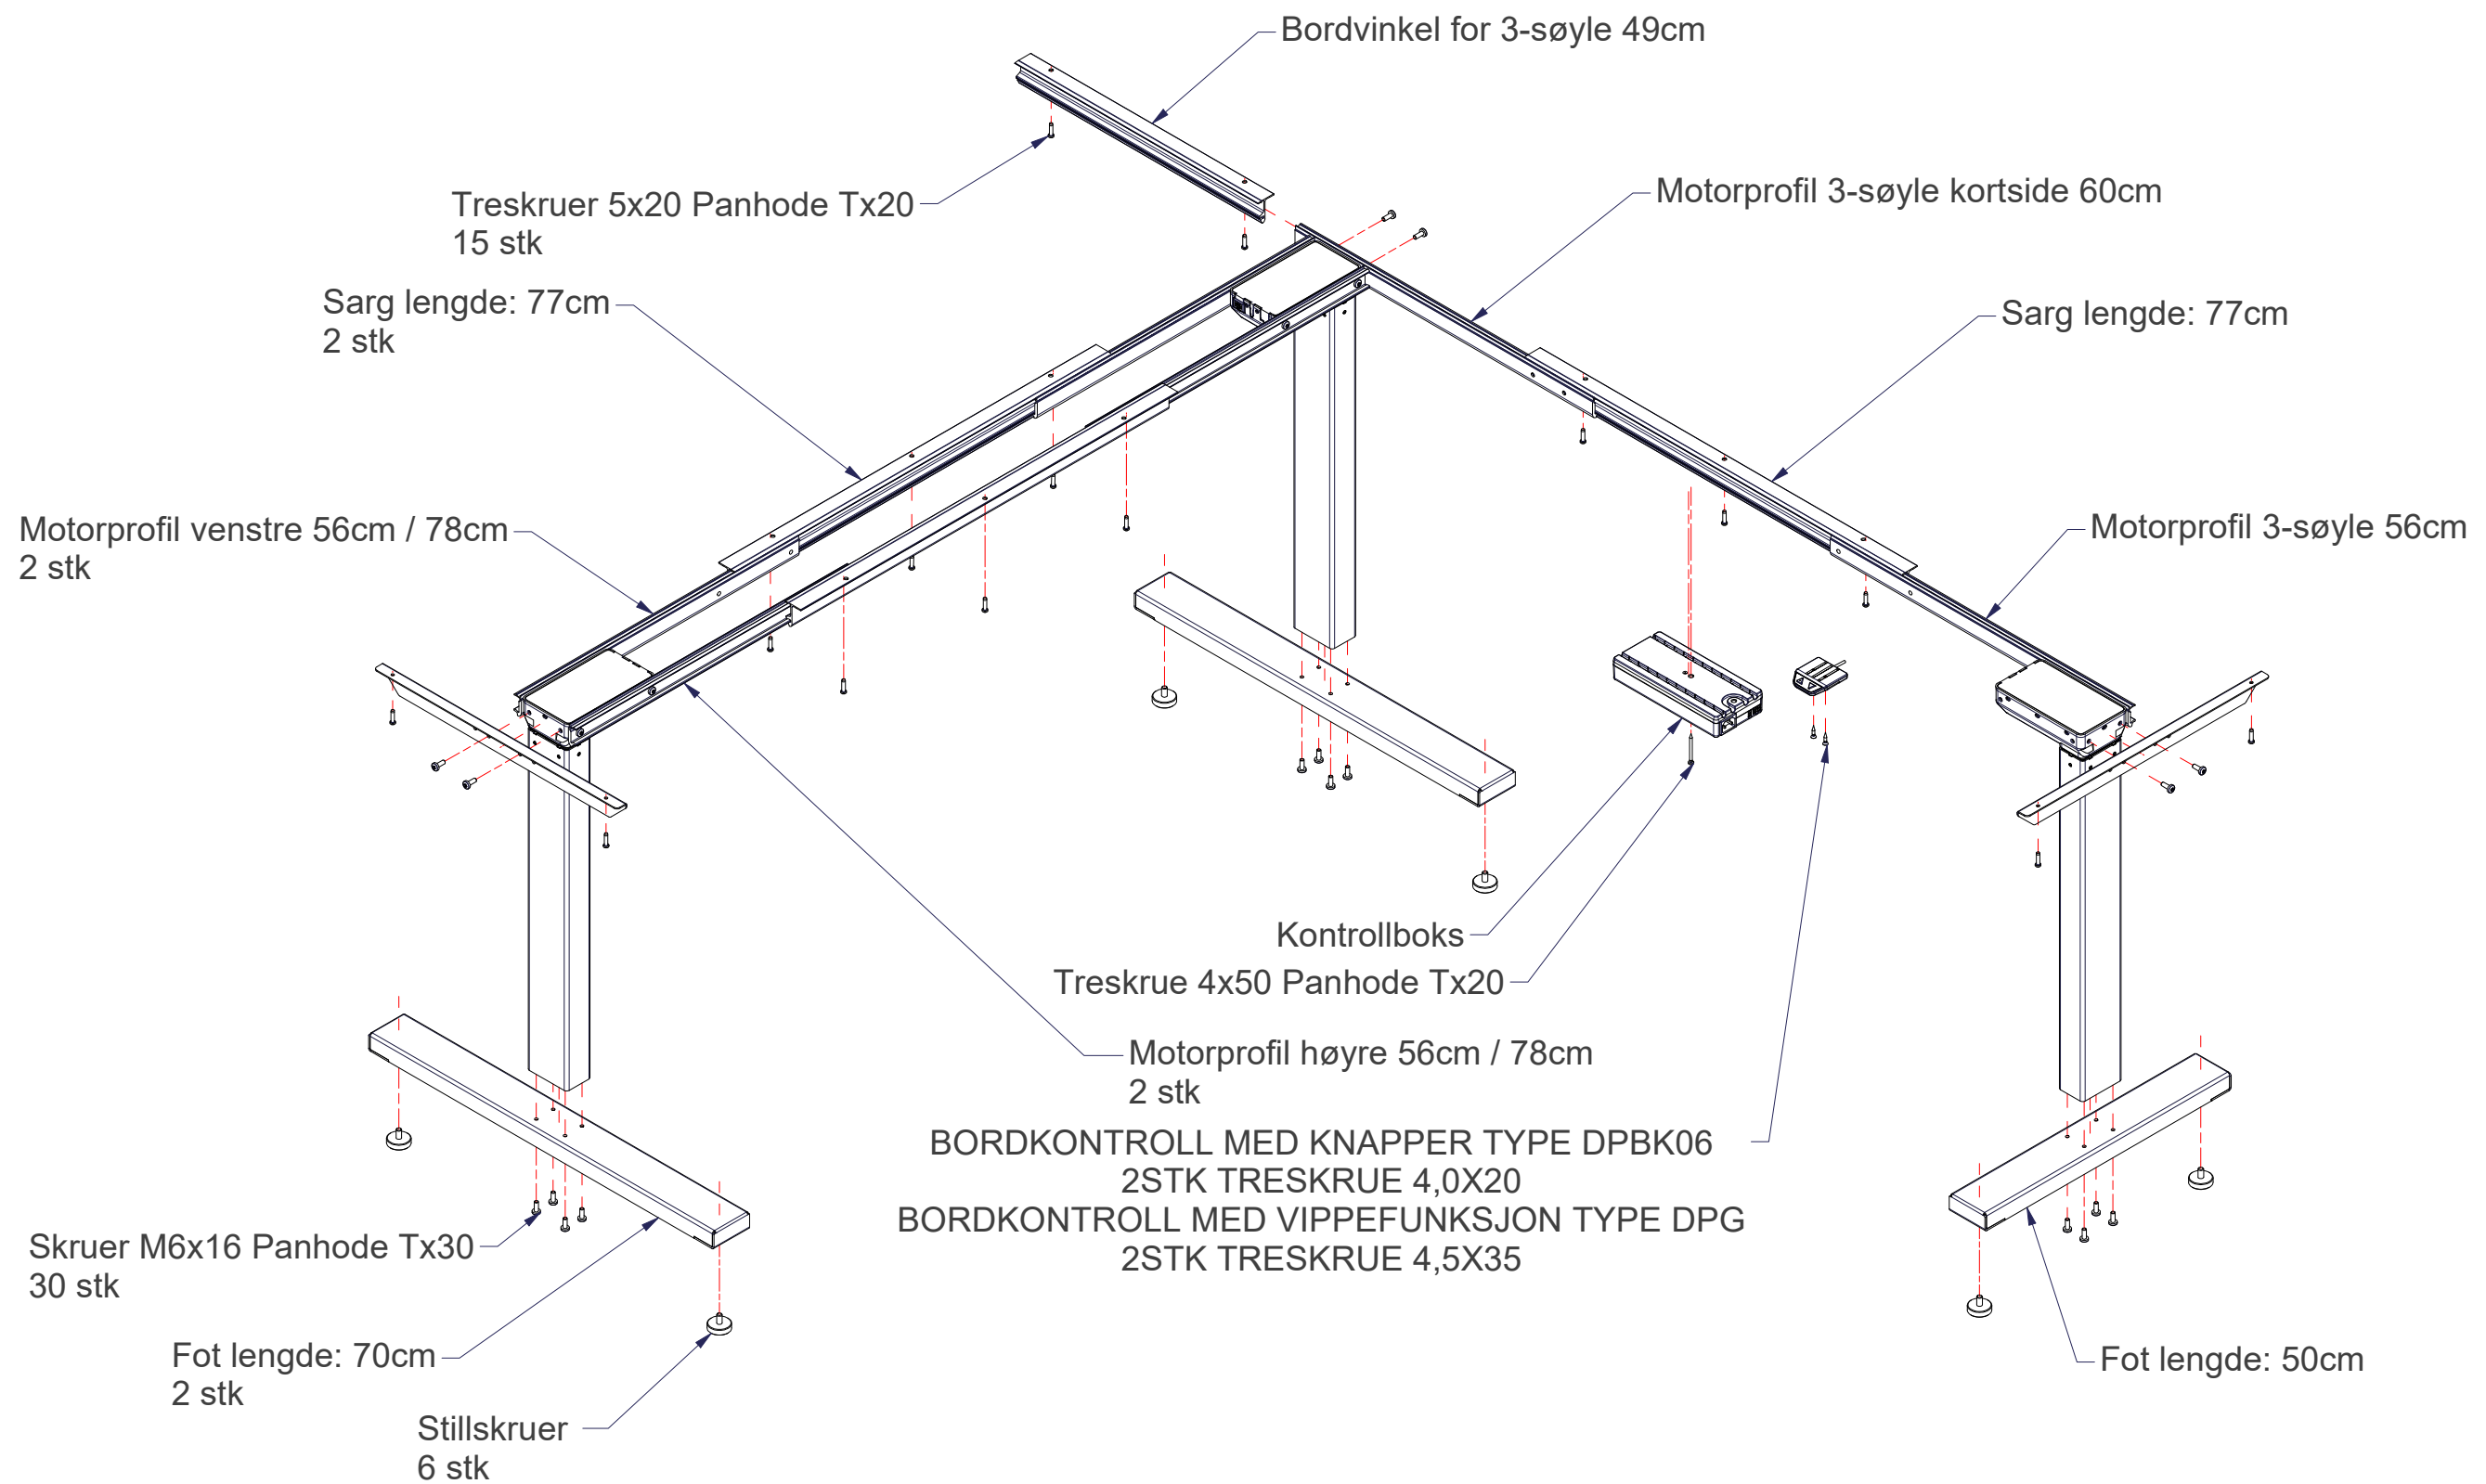 Bordvinkel for 3-søyle 49cm
Treskruer 5x20 Panhode Tx20
15 stk
Motorprofil 3-søyle kortside 60cm
Sarg lengde: 77cm
2 stk
Sarg lengde: 77cm
Motorprofil venstre 56cm / 78cm
2 stk
Motorprofil 3-søyle 56cm
Kontrollboks
Treskrue 4x50 Panhode Tx20
Motorprofil høyre 56cm / 78cm
2 stk
BORDKONTROLL MED KNAPPER TYPE DPBK06
2STK TRESKRUE 4,0X20
BORDKONTROLL MED VIPPEFUNKSJON TYPE DPG
2STK TRESKRUE 4,5X35
Skruer M6x16 Panhode Tx30
30 stk
Fot lengde: 70cm
2 stk
Fot lengde: 50cm
Stillskruer
6 stk